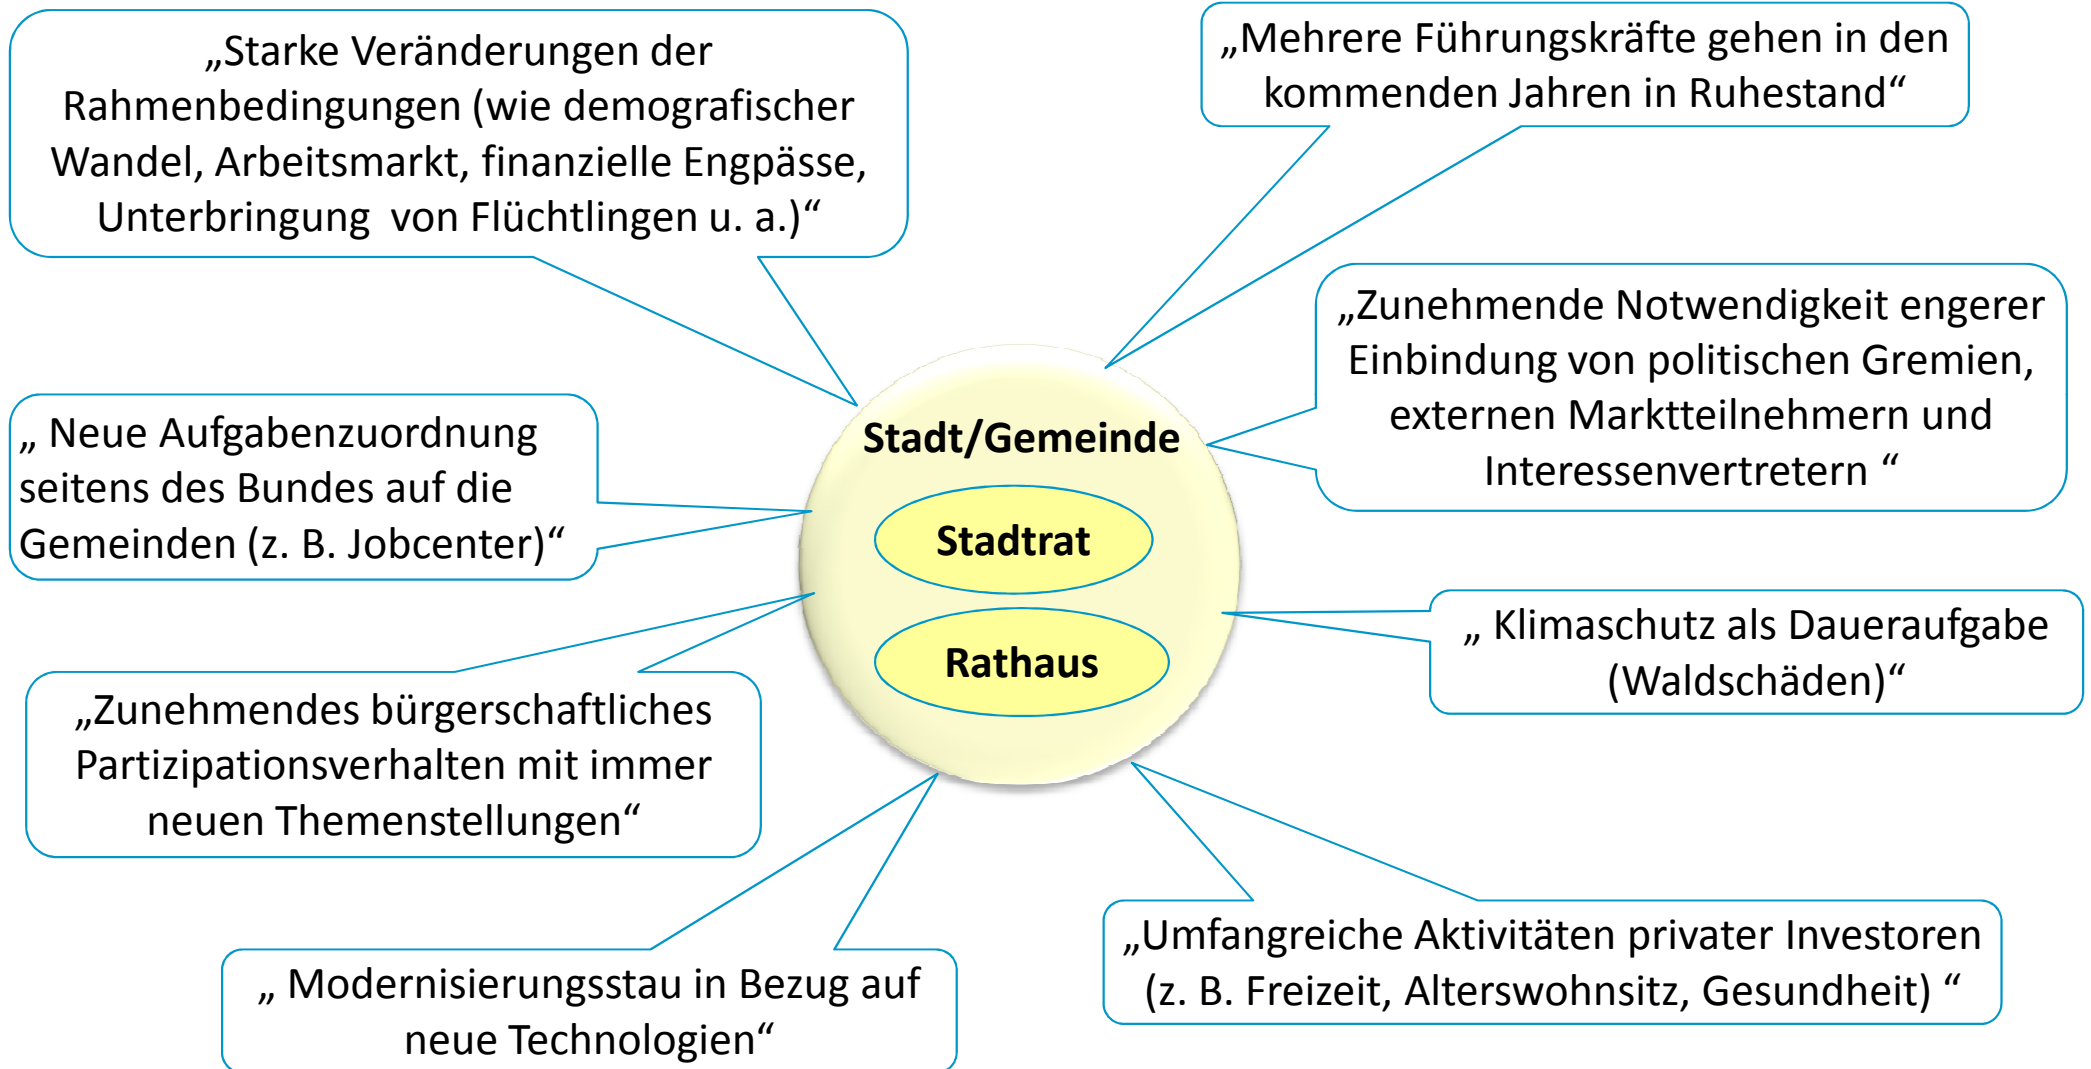 „Starke Veränderungen der
Rahmenbedingungen (wie demografischer
Wandel, Arbeitsmarkt, finanzielle Engpässe,
Unterbringung  von Flüchtlingen u. a.)“
„Mehrere Führungskräfte gehen in den
kommenden Jahren in Ruhestand“
„Zunehmende Notwendigkeit engerer
Einbindung von politischen Gremien,
externen Marktteilnehmern und
Interessenvertretern “
„ Neue Aufgabenzuordnung
seitens des Bundes auf die
Gemeinden (z. B. Jobcenter)“
Stadt/Gemeinde
Stadtrat
Rathaus
„ Klimaschutz als Daueraufgabe
(Waldschäden)“
„Zunehmendes bürgerschaftliches
Partizipationsverhalten mit immer
neuen Themenstellungen“
„Umfangreiche Aktivitäten privater Investoren
(z. B. Freizeit, Alterswohnsitz, Gesundheit) “
„ Modernisierungsstau in Bezug auf
neue Technologien“